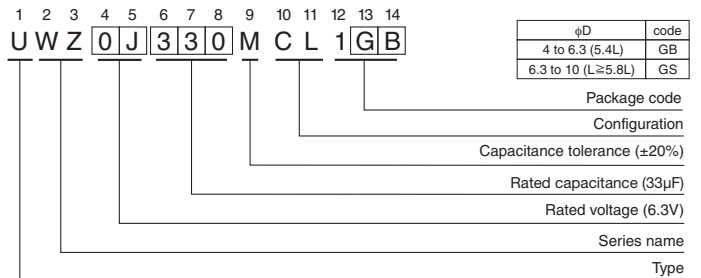 1 2 3 4 5 6 7 8 9 10 11 12 13 14
U W Z 0 J 3 3 0 M C L 1 G B
φD code
4 to 6.3 (5.4L) GB
6.3 to 10 (L≧5.8L) GS
Package code
Configuration
Capacitance tolerance (±20%)
Rated capacitance (33µF)
Rated voltage (6.3V)
Series name
Type